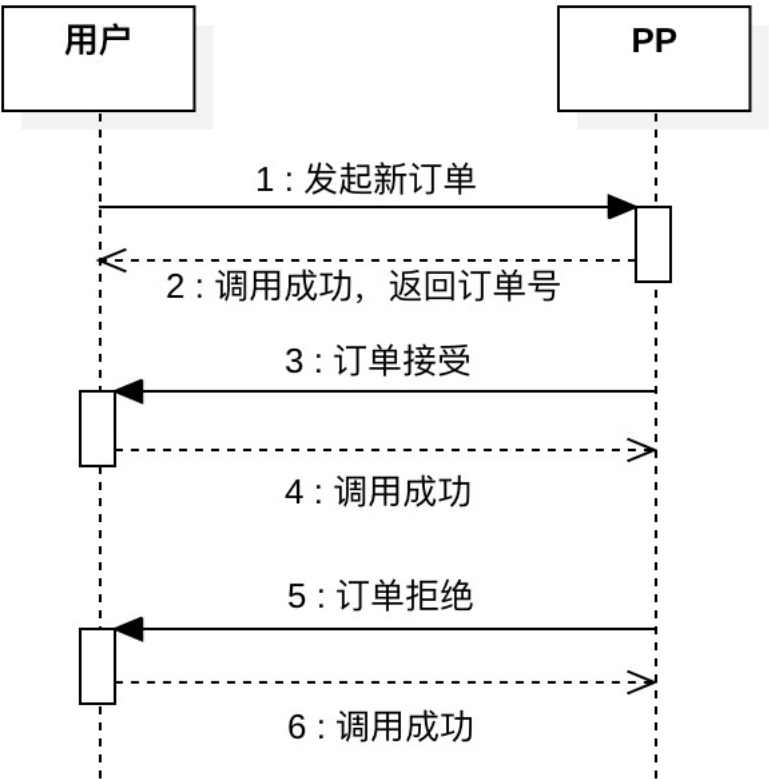 用户
PP
1 : 发起新订单
2 : 调用成功，返回订单号
3 : 订单接受
4 : 调用成功
5 : 订单拒绝
6 : 调用成功